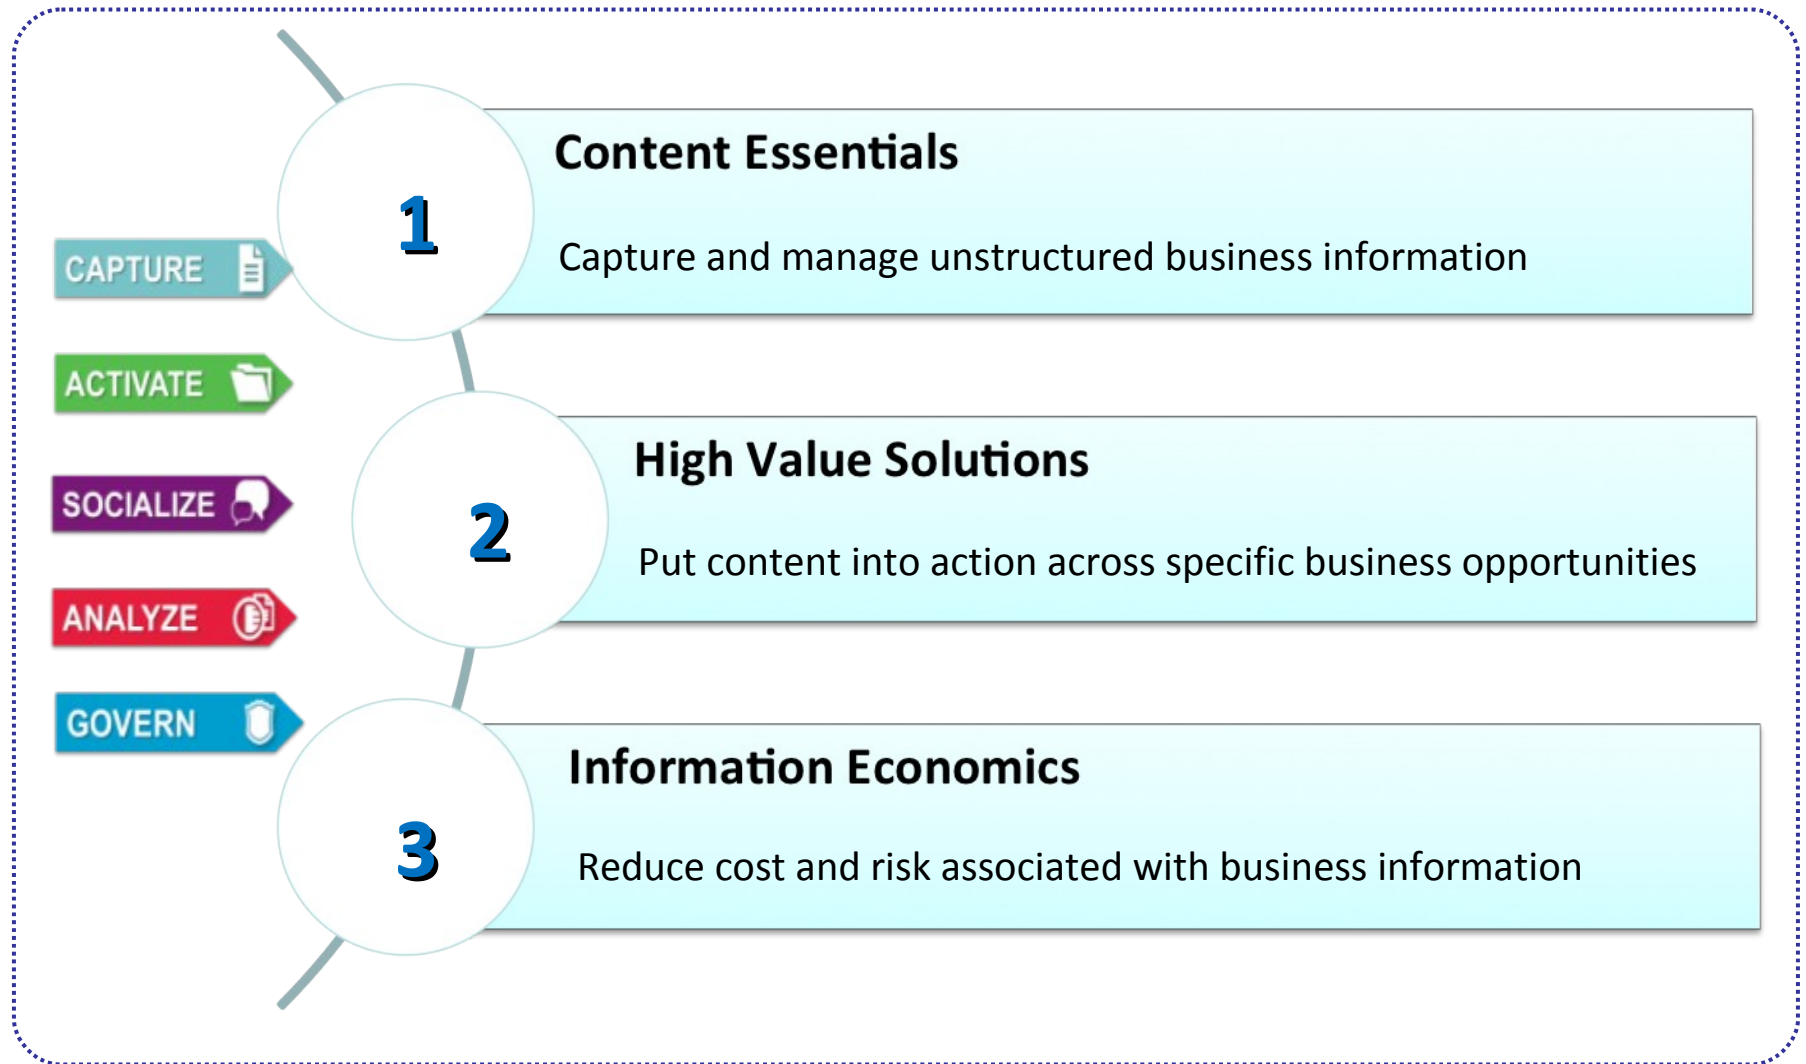 CAPTURE
ACTIVATE
SOCIALIZE
ANALYZE
GOVERN
1
Content Essentials
Capture and manage unstructured business information
2
High Value Solutions
Put content into action across specific business opportunities
3
Information Economics
Reduce cost and risk associated with business information